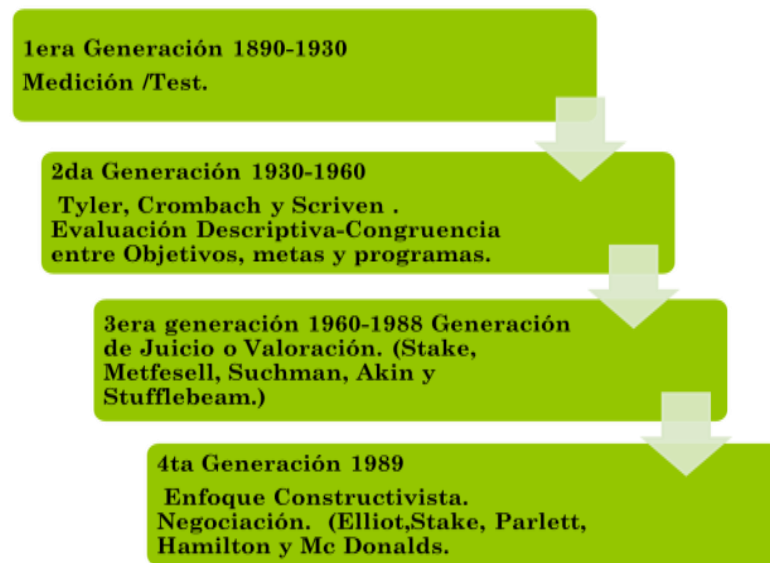 1era Generación 1890-1930
Medición /Test.
2da Generación 1930-1960
Tyler, Crombach y Scriven .
Evaluación Descriptiva-Congruencia
entre Objetivos, metas y programas.
3era generación 1960-1988 Generación
de Juicio o Valoración. (Stake,
Metfesell, Suchman, Akin y
Stufflebeam.)
4ta Generación 1989
Enfoque Constructivista.
Negociación. (Elliot,Stake, Parlett,
Hamilton y Mc Donalds.